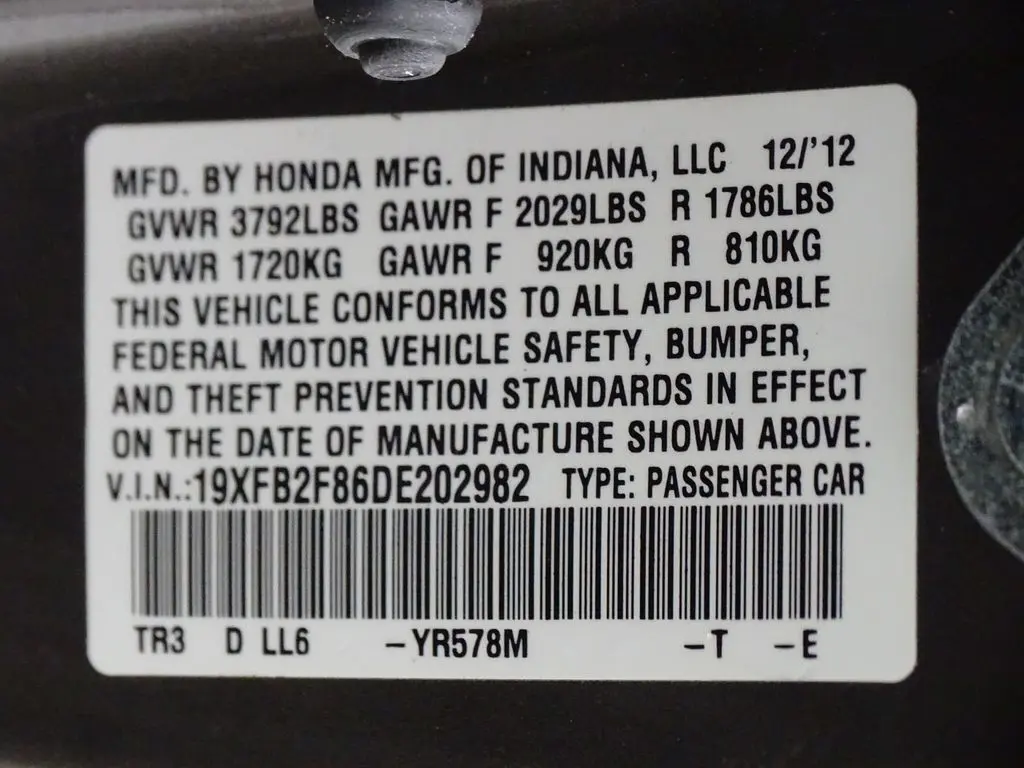 MFD. BY HONDA MFG. OF INDIANA, LLC 12/'12
GVWR 3792LBS GAWR F 2029LBS R 1786LBS
GVWR 1720KG GAWR F 920KG R 810KG
THIS VEHICLE CONFORMS TO ALL APPLICABLE
FEDERAL MOTOR VEHICLE SAFETY, BUMPER,
AND THEFT PREVENTION STANDARDS IN EFFECT
ON THE DATE OF MANUFACTURE SHOWN ABOVE.
V.I.N.:19XFB2F86DE202982 TYPE: PASSENGER CAR
TR3 D LL6 -YR578M -T -E